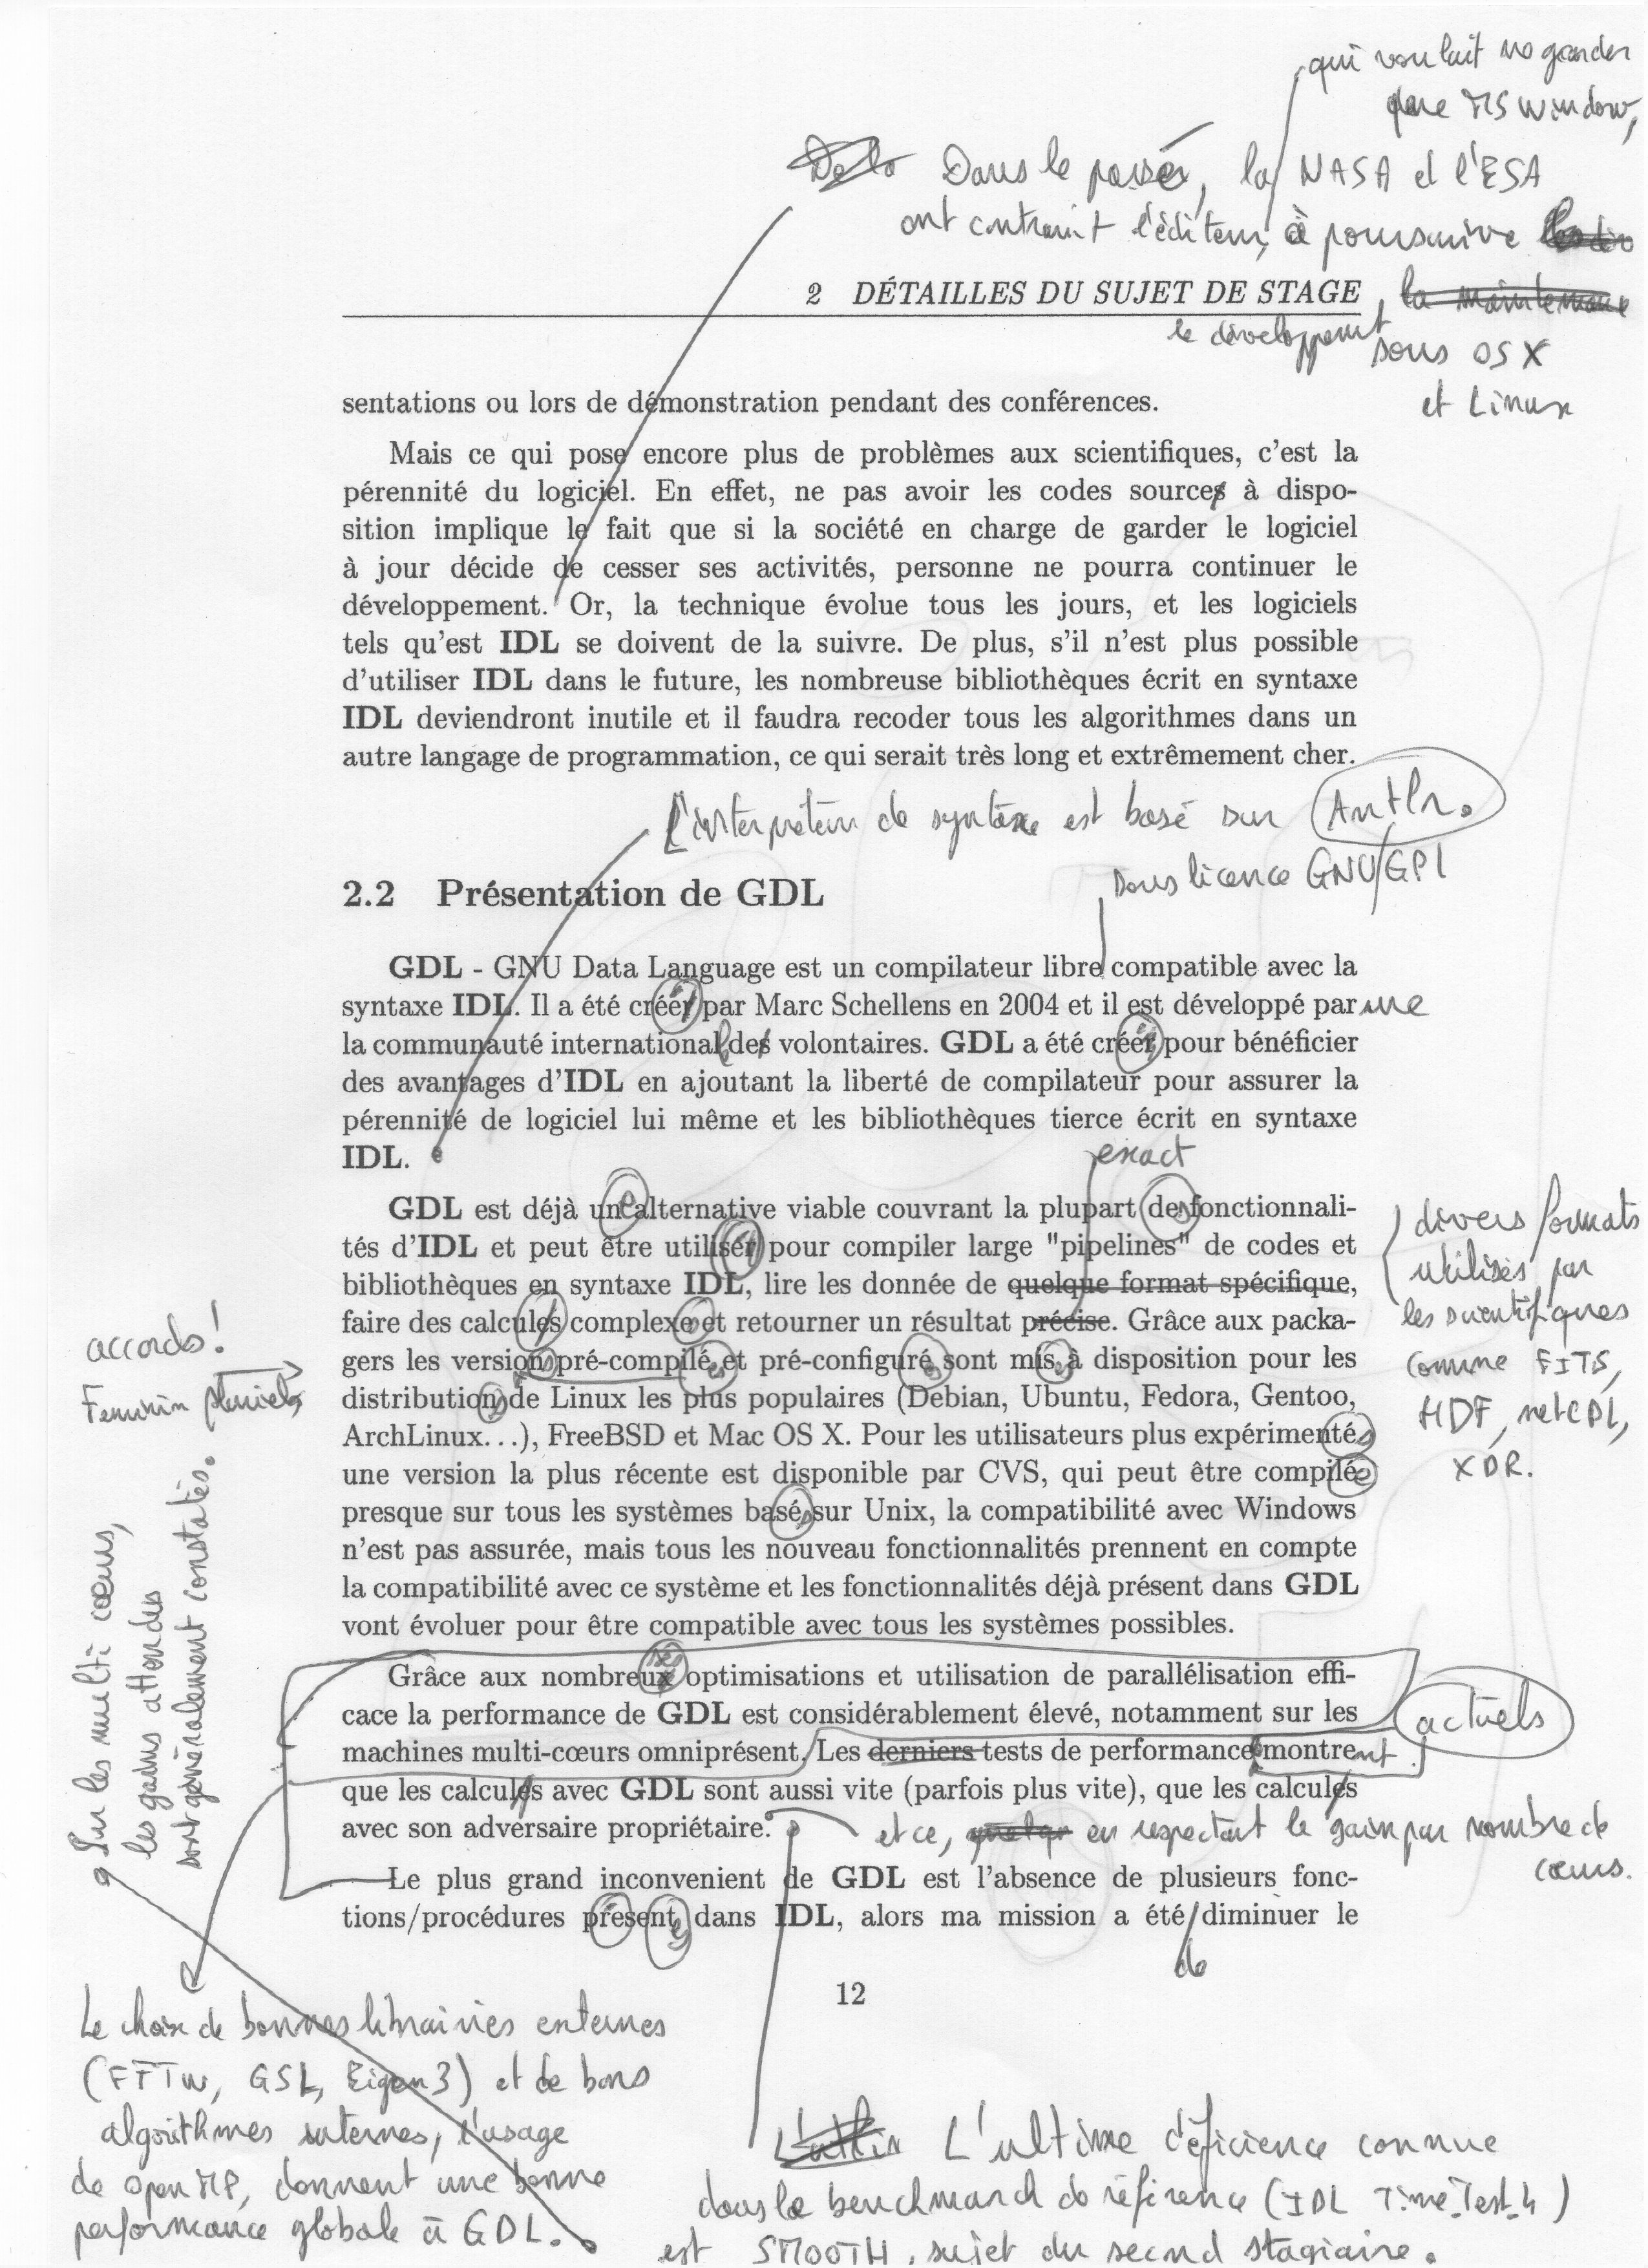 qui voulait ne garder
que MS Window,
Dans le passé, la NASA et l'ESA
ont contraint l'éditeur, à poursuivre
2 DÉTAILLES DU SUJET DE STAGE
la maintenance
le développement
sous OSX
et Linux
sentations ou lors de démonstration pendant des conférences.
Mais ce qui pose encore plus de problèmes aux scientifiques, c'est la
pérennité du logiciel. En effet, ne pas avoir les codes sources à dispo-
sition implique le fait que si la société en charge de garder le logiciel
à jour décide de cesser ses activités, personne ne pourra continuer le
développement. Or, la technique évolue tous les jours, et les logiciels
tels qu'est IDL se doivent de la suivre. De plus, s'il n'est plus possible
d'utiliser IDL dans le future, les nombreuse bibliothèques écrit en syntaxe
IDL deviendront inutile et il faudra recoder tous les algorithmes dans un
autre langage de programmation, ce qui serait très long et extrêmement cher.
L'interpréteur de syntaxe est basé sur Antlr.
sous licence GNU/GPL
2.2 Présentation de GDL
GDL - GNU Data Language est un compilateur libre compatible avec la
syntaxe IDL. Il a été créér par Marc Schellens en 2004 et il est développé par une
la communauté international des volontaires. GDL a été créér pour bénéficier
des avantages d'IDL en ajoutant la liberté de compilateur pour assurer la
pérennité de logiciel lui même et les bibliothèques tierce écrit en syntaxe
IDL.
exact
GDL est déjà une alternative viable couvrant la plupart des fonctionnali-
tés d'IDL et peut être utilisér pour compiler large "pipelines" de codes et
bibliothèques en syntaxe IDL, lire les donnée de quelque format spécifique,
faire des calcules complexe et retourner un résultat précise. Grâce aux packa-
gers les versions pré-compilées et pré-configurées sont mises à disposition pour les
distributions de Linux les plus populaires (Debian, Ubuntu, Fedora, Gentoo,
ArchLinux...), FreeBSD et Mac OS X. Pour les utilisateurs plus expérimentés
une version la plus récente est disponible par CVS, qui peut être compilée
presque sur tous les systèmes basés sur Unix, la compatibilité avec Windows
n'est pas assurée, mais tous les nouveau fonctionnalités prennent en compte
la compatibilité avec ce système et les fonctionnalités déjà présent dans GDL
vont évoluer pour être compatible avec tous les systèmes possibles.
divers formats
utilisés par
les scientifiques
comme FITS,
HDF, netCDF,
XDR.
accords!
Feminin pluriels
Sur les multi cœurs,
les gains attendus
sont généralement constatés.
Grâce aux nombreux optimisations et utilisation de parallélisation effi-
cace la performance de GDL est considérablement élevé, notamment sur les
machines multi-cœurs omniprésent. Les derniers tests de performance montrent
actuels
que les calcules avec GDL sont aussi vite (parfois plus vite), que les calcules
avec son adversaire propriétaire.
et ce, en respectant le gain par nombre de
cœurs.
Le plus grand inconvenient de GDL est l'absence de plusieurs fonc-
tions/procédures présentes dans IDL, alors ma mission a été diminuer le
de
12
Le choix de bonnes librairies externes
(FFTw, GSL, Eigen3) et de bons
algorithmes internes, l'usage
de OpenMP, donnent une bonne
performance globale à GDL.
L'ultime déficience connue
dans le benchmarch de référence (IDL Time_Test_4)
est SMOOTH, sujet du second stagiaire.